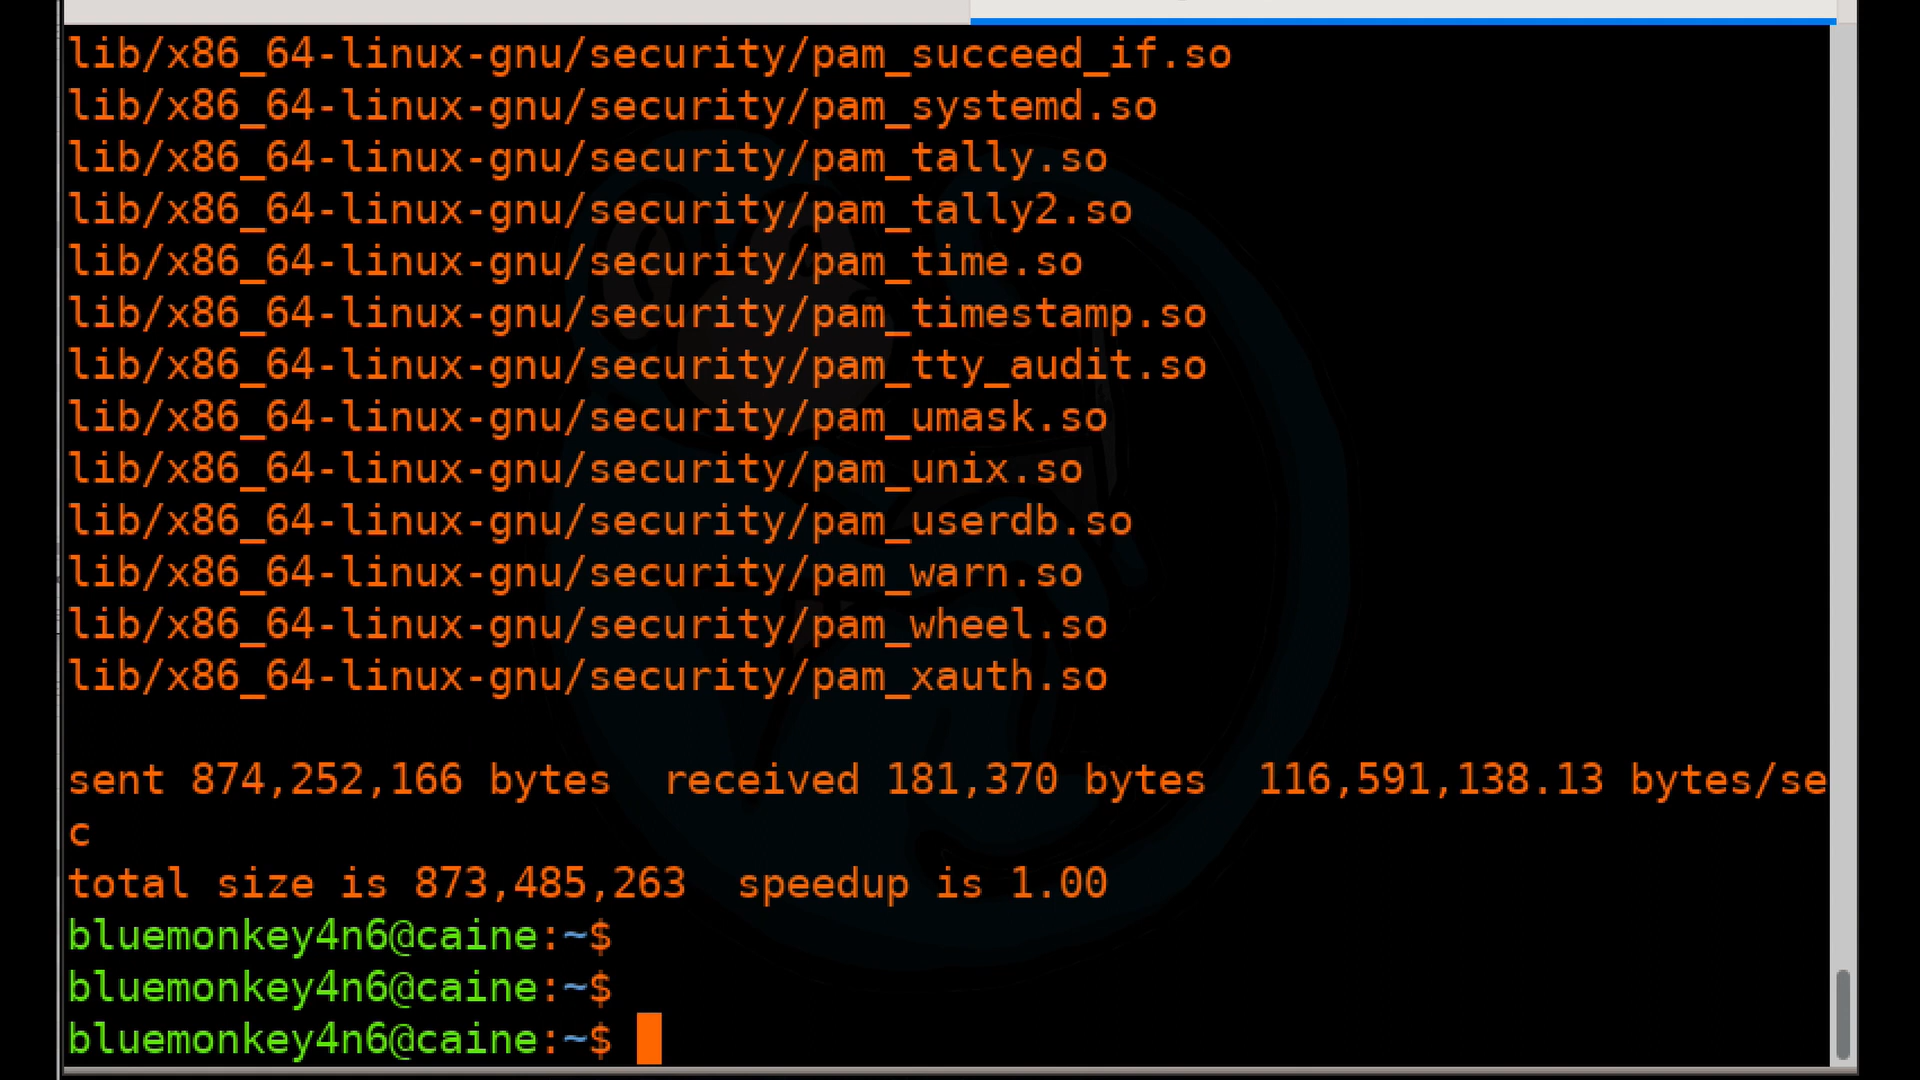 lib/x86_64-linux-gnu/security/pam_succeed_if.so
lib/x86_64-linux-gnu/security/pam_systemd.so
lib/x86_64-linux-gnu/security/pam_tally.so
lib/x86_64-linux-gnu/security/pam_tally2.so
lib/x86_64-linux-gnu/security/pam_time.so
lib/x86_64-linux-gnu/security/pam_timestamp.so
lib/x86_64-linux-gnu/security/pam_tty_audit.so
lib/x86_64-linux-gnu/security/pam_umask.so
lib/x86_64-linux-gnu/security/pam_unix.so
lib/x86_64-linux-gnu/security/pam_userdb.so
lib/x86_64-linux-gnu/security/pam_warn.so
lib/x86_64-linux-gnu/security/pam_wheel.so
lib/x86_64-linux-gnu/security/pam_xauth.so

sent 874,252,166 bytes  received 181,370 bytes  116,591,138.13 bytes/se
c
total size is 873,485,263  speedup is 1.00
bluemonkey4n6@caine:~$
bluemonkey4n6@caine:~$
bluemonkey4n6@caine:~$